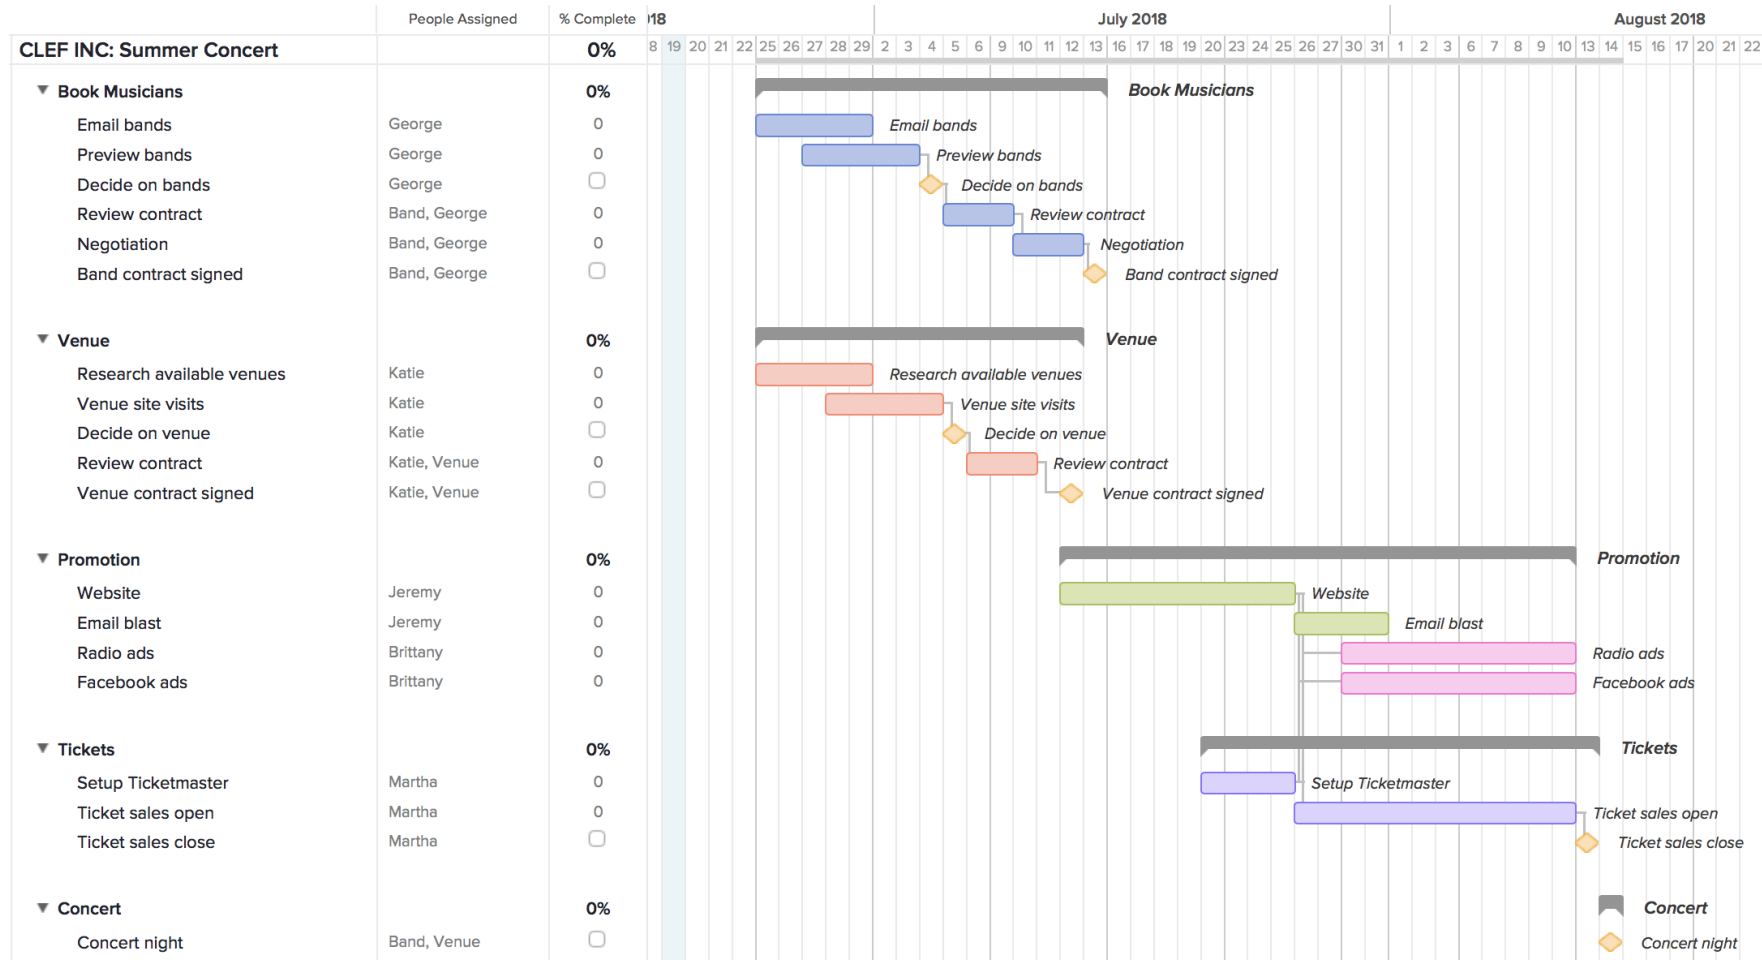 People Assigned % Complete 018 July 2018 August 2018
CLEF INC: Summer Concert 0% 8 19 20 21 22 25 26 27 28 29 2 3 4 5 6 9 10 11 12 13 16 17 18 19 20 23 24 25 26 27 30 31 1 2 3 6 7 8 9 10 13 14 15 16 17 20 21 22
Book Musicians 0% Book Musicians
Email bands George 0 Email bands
Preview bands George 0 Preview bands
Decide on bands George Decide on bands
Review contract Band, George 0 Review contract
Negotiation Band, George 0 Negotiation
Band contract signed Band, George Band contract signed
Venue 0% Venue
Research available venues Katie 0 Research available venues
Venue site visits Katie 0 Venue site visits
Decide on venue Katie Decide on venue
Review contract Katie, Venue 0 Review contract
Venue contract signed Katie, Venue Venue contract signed
Promotion 0% Promotion
Website Jeremy 0 Website
Email blast Jeremy 0 Email blast
Radio ads Brittany 0 Radio ads
Facebook ads Brittany 0 Facebook ads
Tickets 0% Tickets
Setup Ticketmaster Martha 0 Setup Ticketmaster
Ticket sales open Martha 0 Ticket sales open
Ticket sales close Martha Ticket sales close
Concert 0% Concert
Concert night Band, Venue Concert night